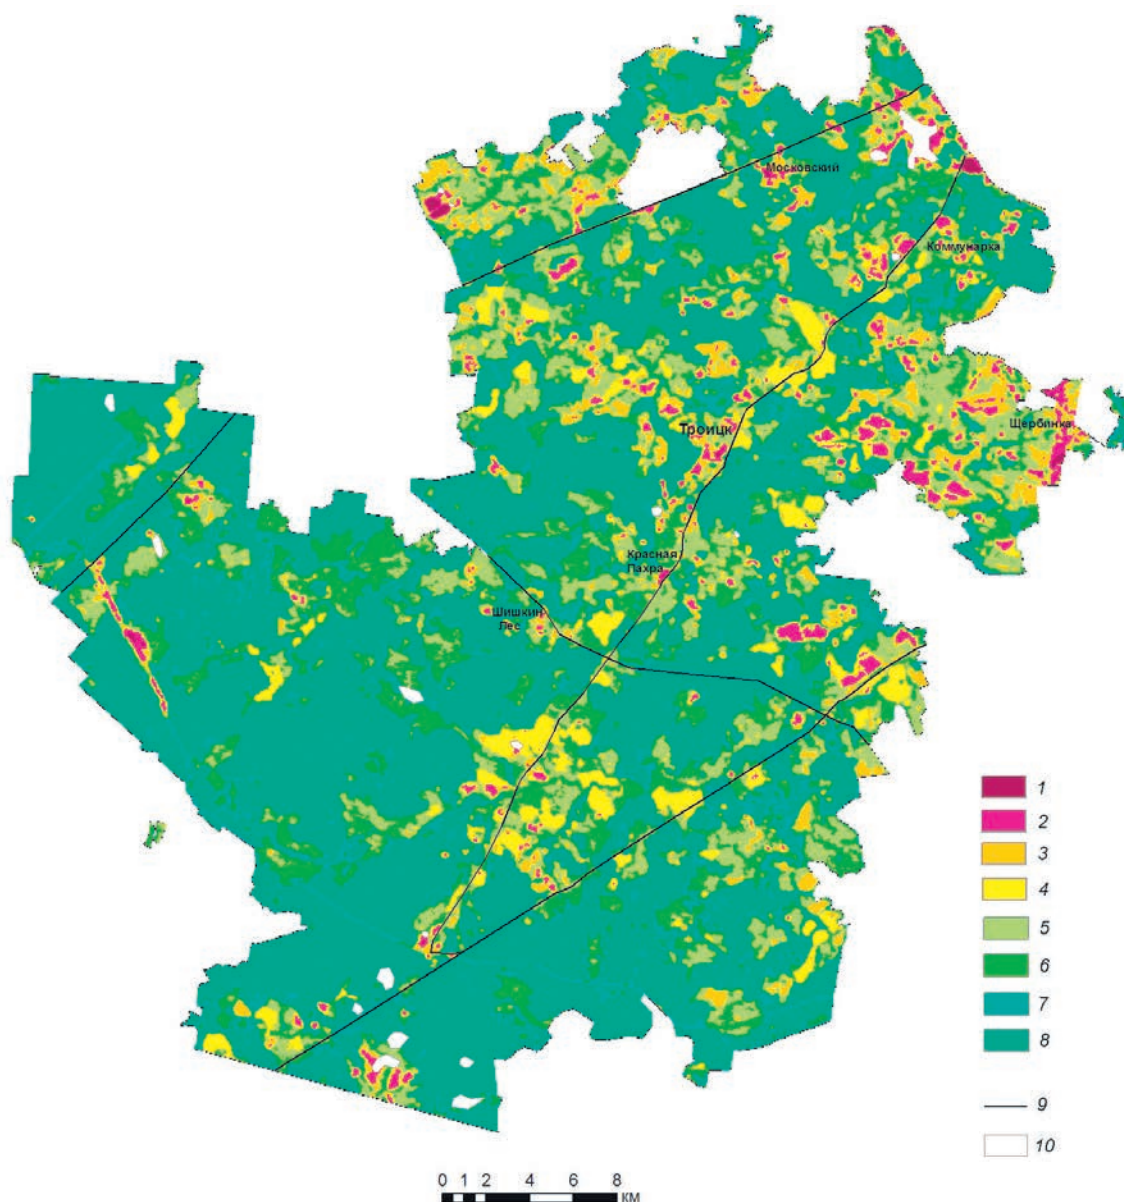 Московский
Коммунарка
Щербинка
Троицк
Красная
Пахра
Шишкин
Лес
1
2
3
4
5
6
7
8
9
10
0 1 2 4 6 8
КМ